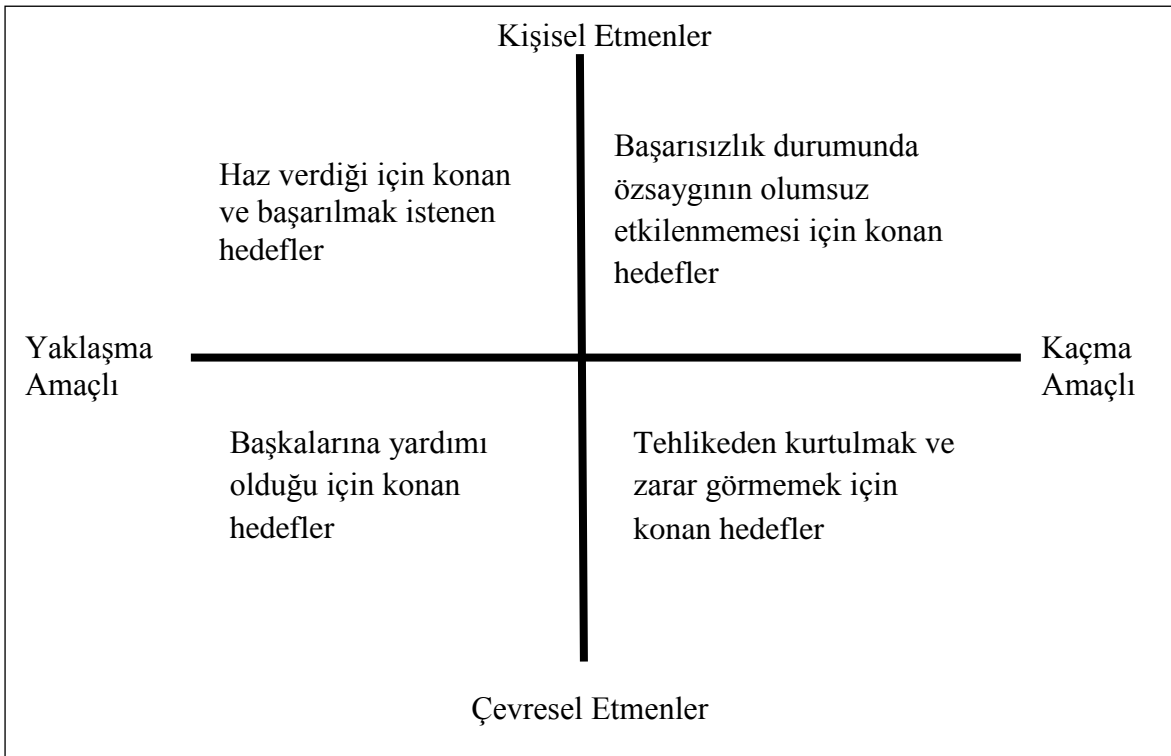 Kişisel Etmenler
Haz verdiği için konan
ve başarılmak istenen
hedefler
Başarısızlık durumunda
özsaygının olumsuz
etkilenmemesi için konan
hedefler
Yaklaşma
Amaçlı
Kaçma
Amaçlı
Başkalarına yardımı
olduğu için konan
hedefler
Tehlikeden kurtulmak ve
zarar görmemek için
konan hedefler
Çevresel Etmenler